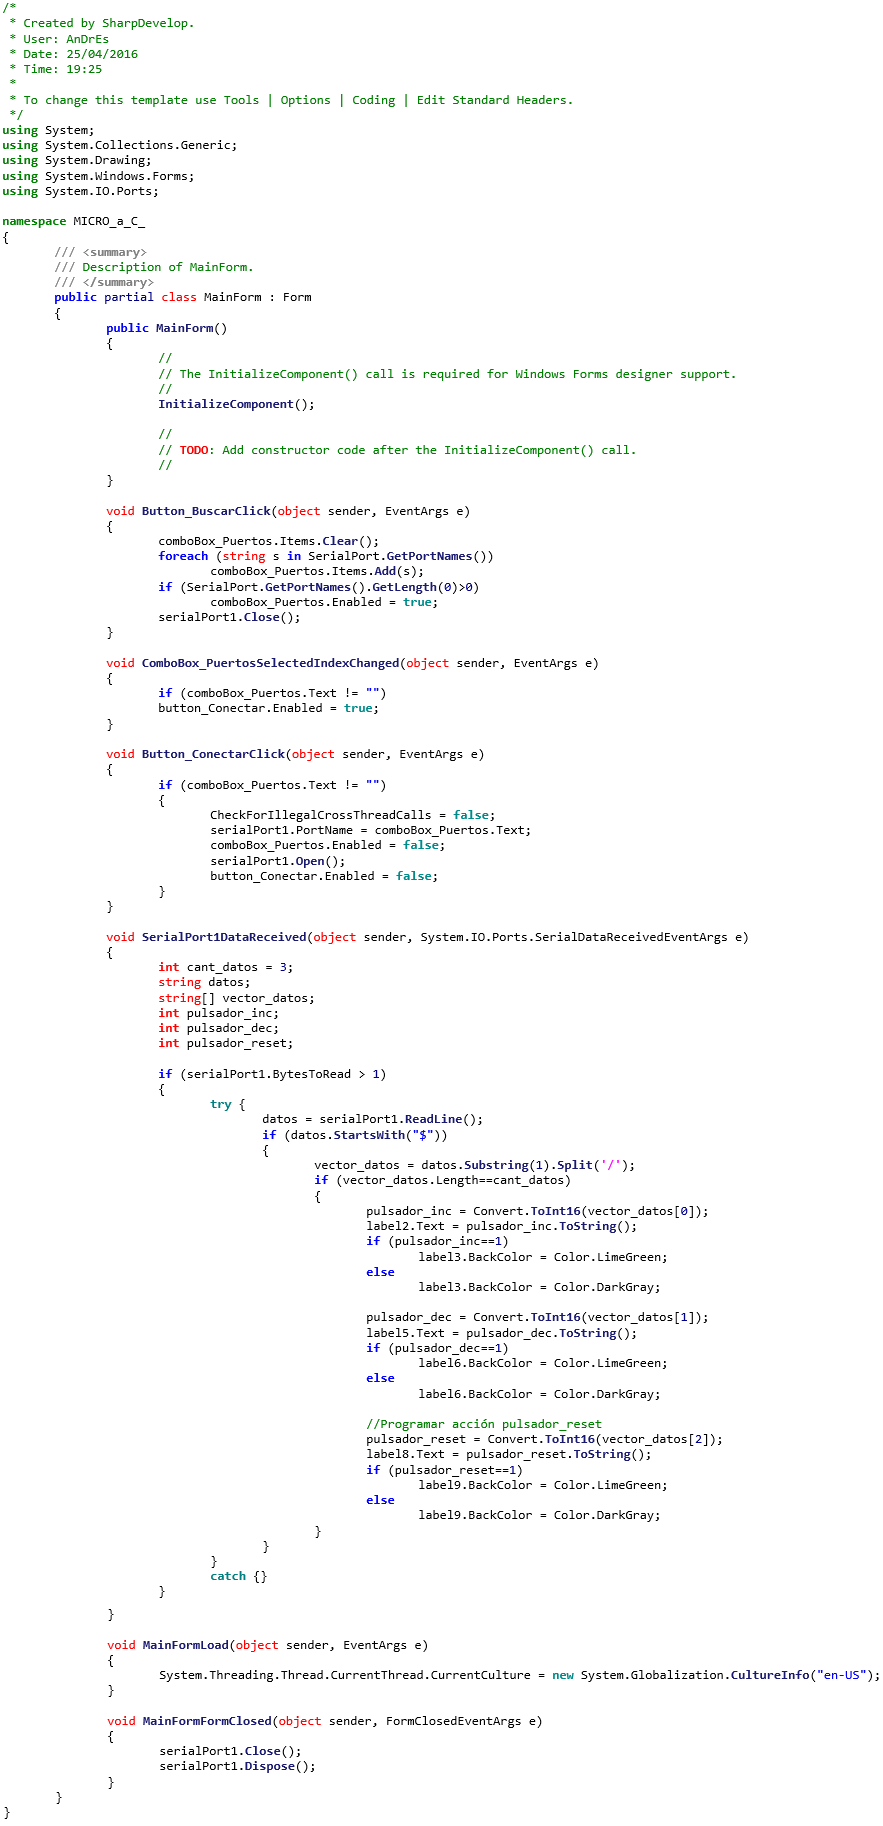 /*
 * Created by SharpDevelop.
 * User: AnDrEs
 * Date: 25/04/2016
 * Time: 19:25
 *
 * To change this template use Tools | Options | Coding | Edit Standard Headers.
 */
using System;
using System.Collections.Generic;
using System.Drawing;
using System.Windows.Forms;
using System.IO.Ports;

namespace MICRO_a_C_
{
	/// <summary>
	/// Description of MainForm.
	/// </summary>
	public partial class MainForm : Form
	{
		public MainForm()
		{
			//
			// The InitializeComponent() call is required for Windows Forms designer support.
			//
			InitializeComponent();

			//
			// TODO: Add constructor code after the InitializeComponent() call.
			//
		}

		void Button_BuscarClick(object sender, EventArgs e)
		{
			comboBox_Puertos.Items.Clear();
			foreach (string s in SerialPort.GetPortNames())
				comboBox_Puertos.Items.Add(s);
			if (SerialPort.GetPortNames().GetLength(0)>0)
				comboBox_Puertos.Enabled = true;
			serialPort1.Close();
		}

		void ComboBox_PuertosSelectedIndexChanged(object sender, EventArgs e)
		{
			if (comboBox_Puertos.Text != "")
			button_Conectar.Enabled = true;
		}

		void Button_ConectarClick(object sender, EventArgs e)
		{
			if (comboBox_Puertos.Text != "")
			{
				CheckForIllegalCrossThreadCalls = false;
				serialPort1.PortName = comboBox_Puertos.Text;
				comboBox_Puertos.Enabled = false;
				serialPort1.Open();
				button_Conectar.Enabled = false;
			}
		}

		void SerialPort1DataReceived(object sender, System.IO.Ports.SerialDataReceivedEventArgs e)
		{
			int cant_datos = 3;
			string datos;
			string[] vector_datos;
			int pulsador_inc;
			int pulsador_dec;
			int pulsador_reset;

			if (serialPort1.BytesToRead > 1)
			{
				try {
					datos = serialPort1.ReadLine();
					if (datos.StartsWith("$"))
					{
						vector_datos = datos.Substring(1).Split('/');
						if (vector_datos.Length==cant_datos)
						{
							pulsador_inc = Convert.ToInt16(vector_datos[0]);
							label2.Text = pulsador_inc.ToString();
							if (pulsador_inc==1)
								label3.BackColor = Color.LimeGreen;
							else
								label3.BackColor = Color.DarkGray;

							pulsador_dec = Convert.ToInt16(vector_datos[1]);
							label5.Text = pulsador_dec.ToString();
							if (pulsador_dec==1)
								label6.BackColor = Color.LimeGreen;
							else
								label6.BackColor = Color.DarkGray;

							//Programar acción pulsador_reset
							pulsador_reset = Convert.ToInt16(vector_datos[2]);
							label8.Text = pulsador_reset.ToString();
							if (pulsador_reset==1)
								label9.BackColor = Color.LimeGreen;
							else
								label9.BackColor = Color.DarkGray;
						}
					}
				}
				catch {}
			}
		}

		void MainFormLoad(object sender, EventArgs e)
		{
			System.Threading.Thread.CurrentThread.CurrentCulture = new System.Globalization.CultureInfo("en-US");
		}

		void MainFormFormClosed(object sender, FormClosedEventArgs e)
		{
			serialPort1.Close();
			serialPort1.Dispose();
		}
	}
}